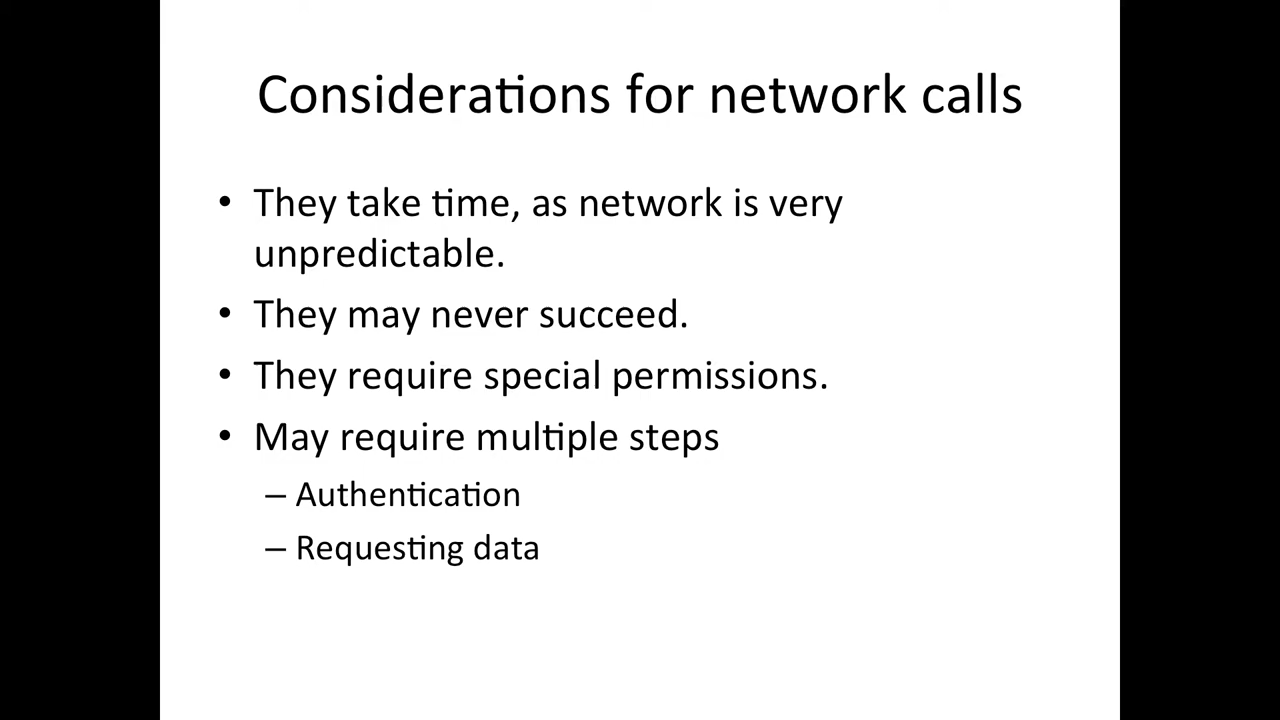 Considerations for network calls
• They take time, as network is very
unpredictable.
• They may never succeed.
• They require special permissions.
• May require multiple steps
– Authentication
– Requesting data